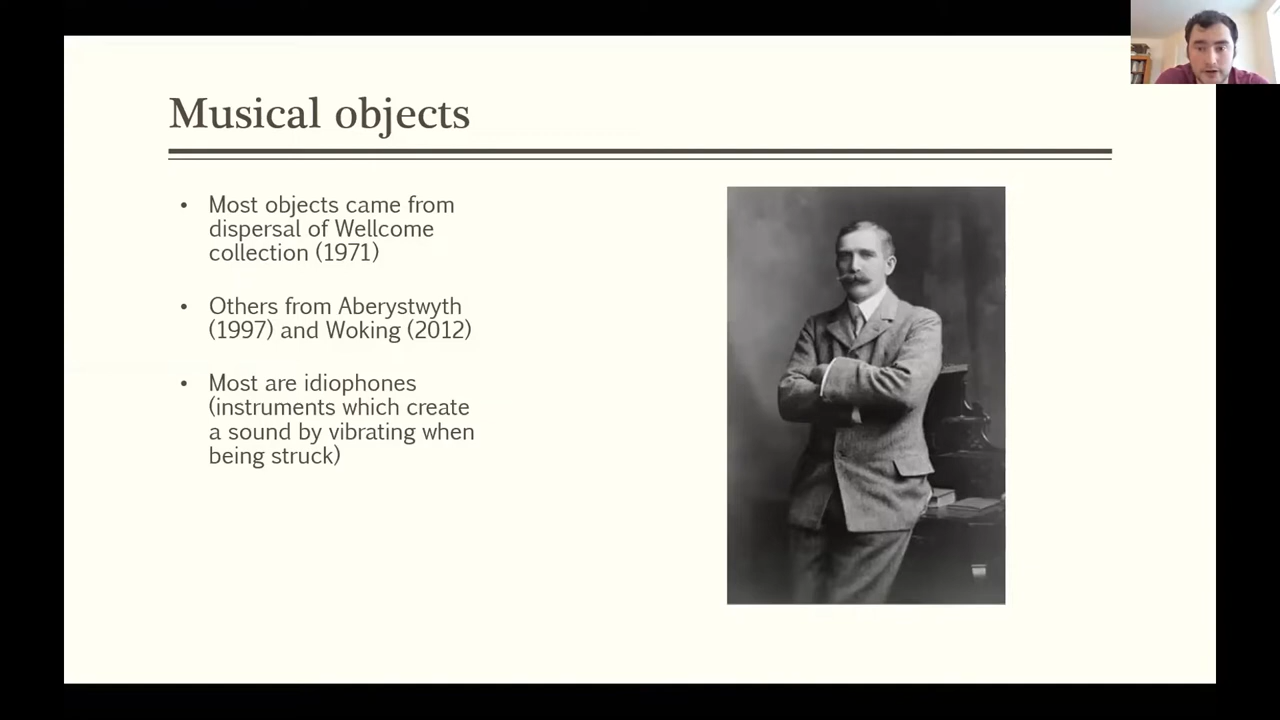 Musical objects
• Most objects came from
dispersal of Wellcome
collection (1971)
• Others from Aberystwyth
(1997) and Woking (2012)
• Most are idiophones
(instruments which create
a sound by vibrating when
being struck)